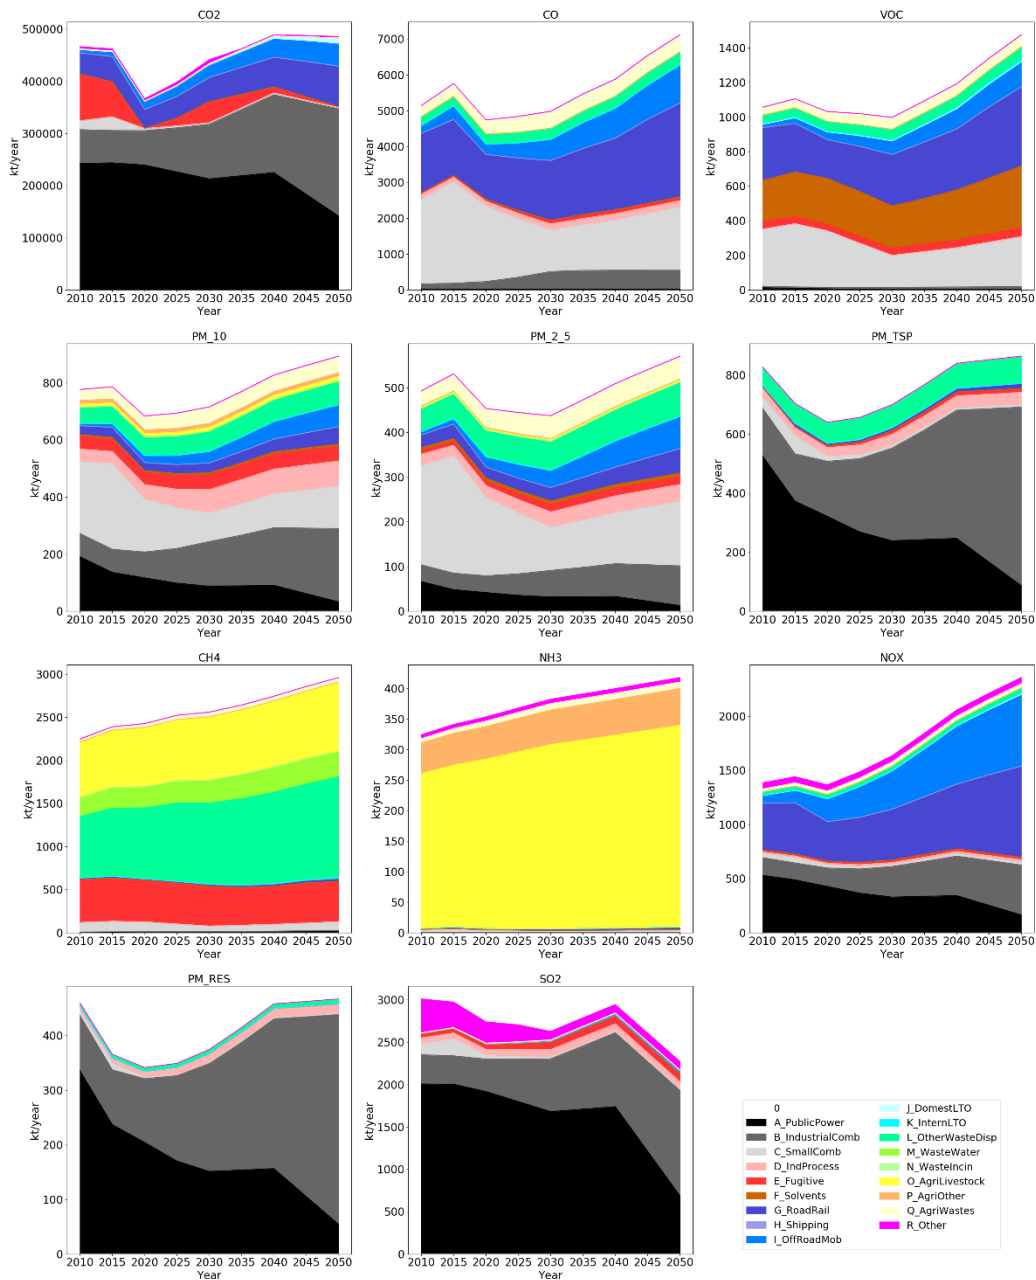 CO2
CO
VOC
500000
400000
300000
200000
100000
0
kt/year
2010 2015 2020 2025 2030 2035 2040 2045 2050
Year
7000
6000
5000
4000
3000
2000
1000
0
kt/year
2010 2015 2020 2025 2030 2035 2040 2045 2050
Year
1400
1200
1000
800
600
400
200
0
kt/year
2010 2015 2020 2025 2030 2035 2040 2045 2050
Year
PM_10
PM_2_5
PM_TSP
800
600
400
200
0
kt/year
2010 2015 2020 2025 2030 2035 2040 2045 2050
Year
500
400
300
200
100
0
kt/year
2010 2015 2020 2025 2030 2035 2040 2045 2050
Year
800
600
400
200
0
kt/year
2010 2015 2020 2025 2030 2035 2040 2045 2050
Year
CH4
NH3
NOX
3000
2500
2000
1500
1000
500
0
kt/year
2010 2015 2020 2025 2030 2035 2040 2045 2050
Year
400
350
300
250
200
150
100
50
0
kt/year
2010 2015 2020 2025 2030 2035 2040 2045 2050
Year
2000
1500
1000
500
0
kt/year
2010 2015 2020 2025 2030 2035 2040 2045 2050
Year
PM_RES
SO2
400
300
200
100
0
kt/year
2010 2015 2020 2025 2030 2035 2040 2045 2050
Year
3000
2500
2000
1500
1000
500
0
kt/year
2010 2015 2020 2025 2030 2035 2040 2045 2050
Year
0
A_PublicPower
B_IndustrialComb
C_SmallComb
D_IndProcess
E_Fugitive
F_Solvents
G_RoadRail
H_Shipping
I_OffRoadMob
J_DomestLTO
K_InternLTO
L_OtherWasteDisp
M_WasteWater
N_WasteIncin
O_AgriLivestock
P_AgriOther
Q_AgriWastes
R_Other